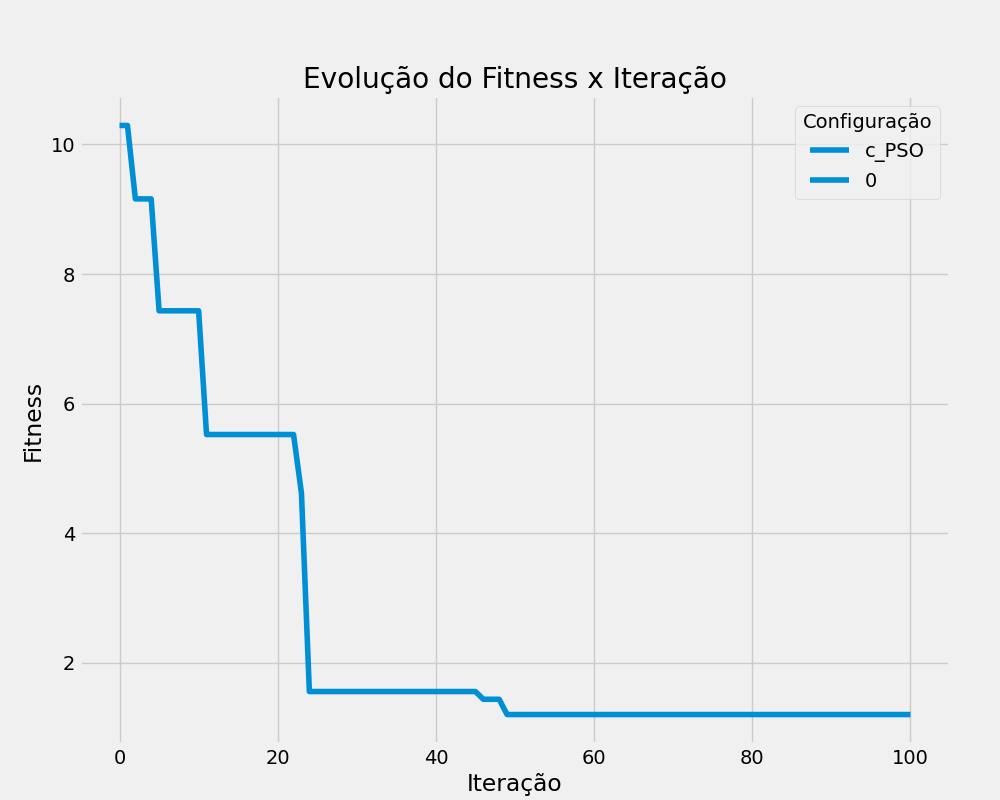 Evolução do Fitness x Iteração
Configuração
c_PSO
0
10
8
6
4
2
Fitness
0 20 40 60 80 100
Iteração